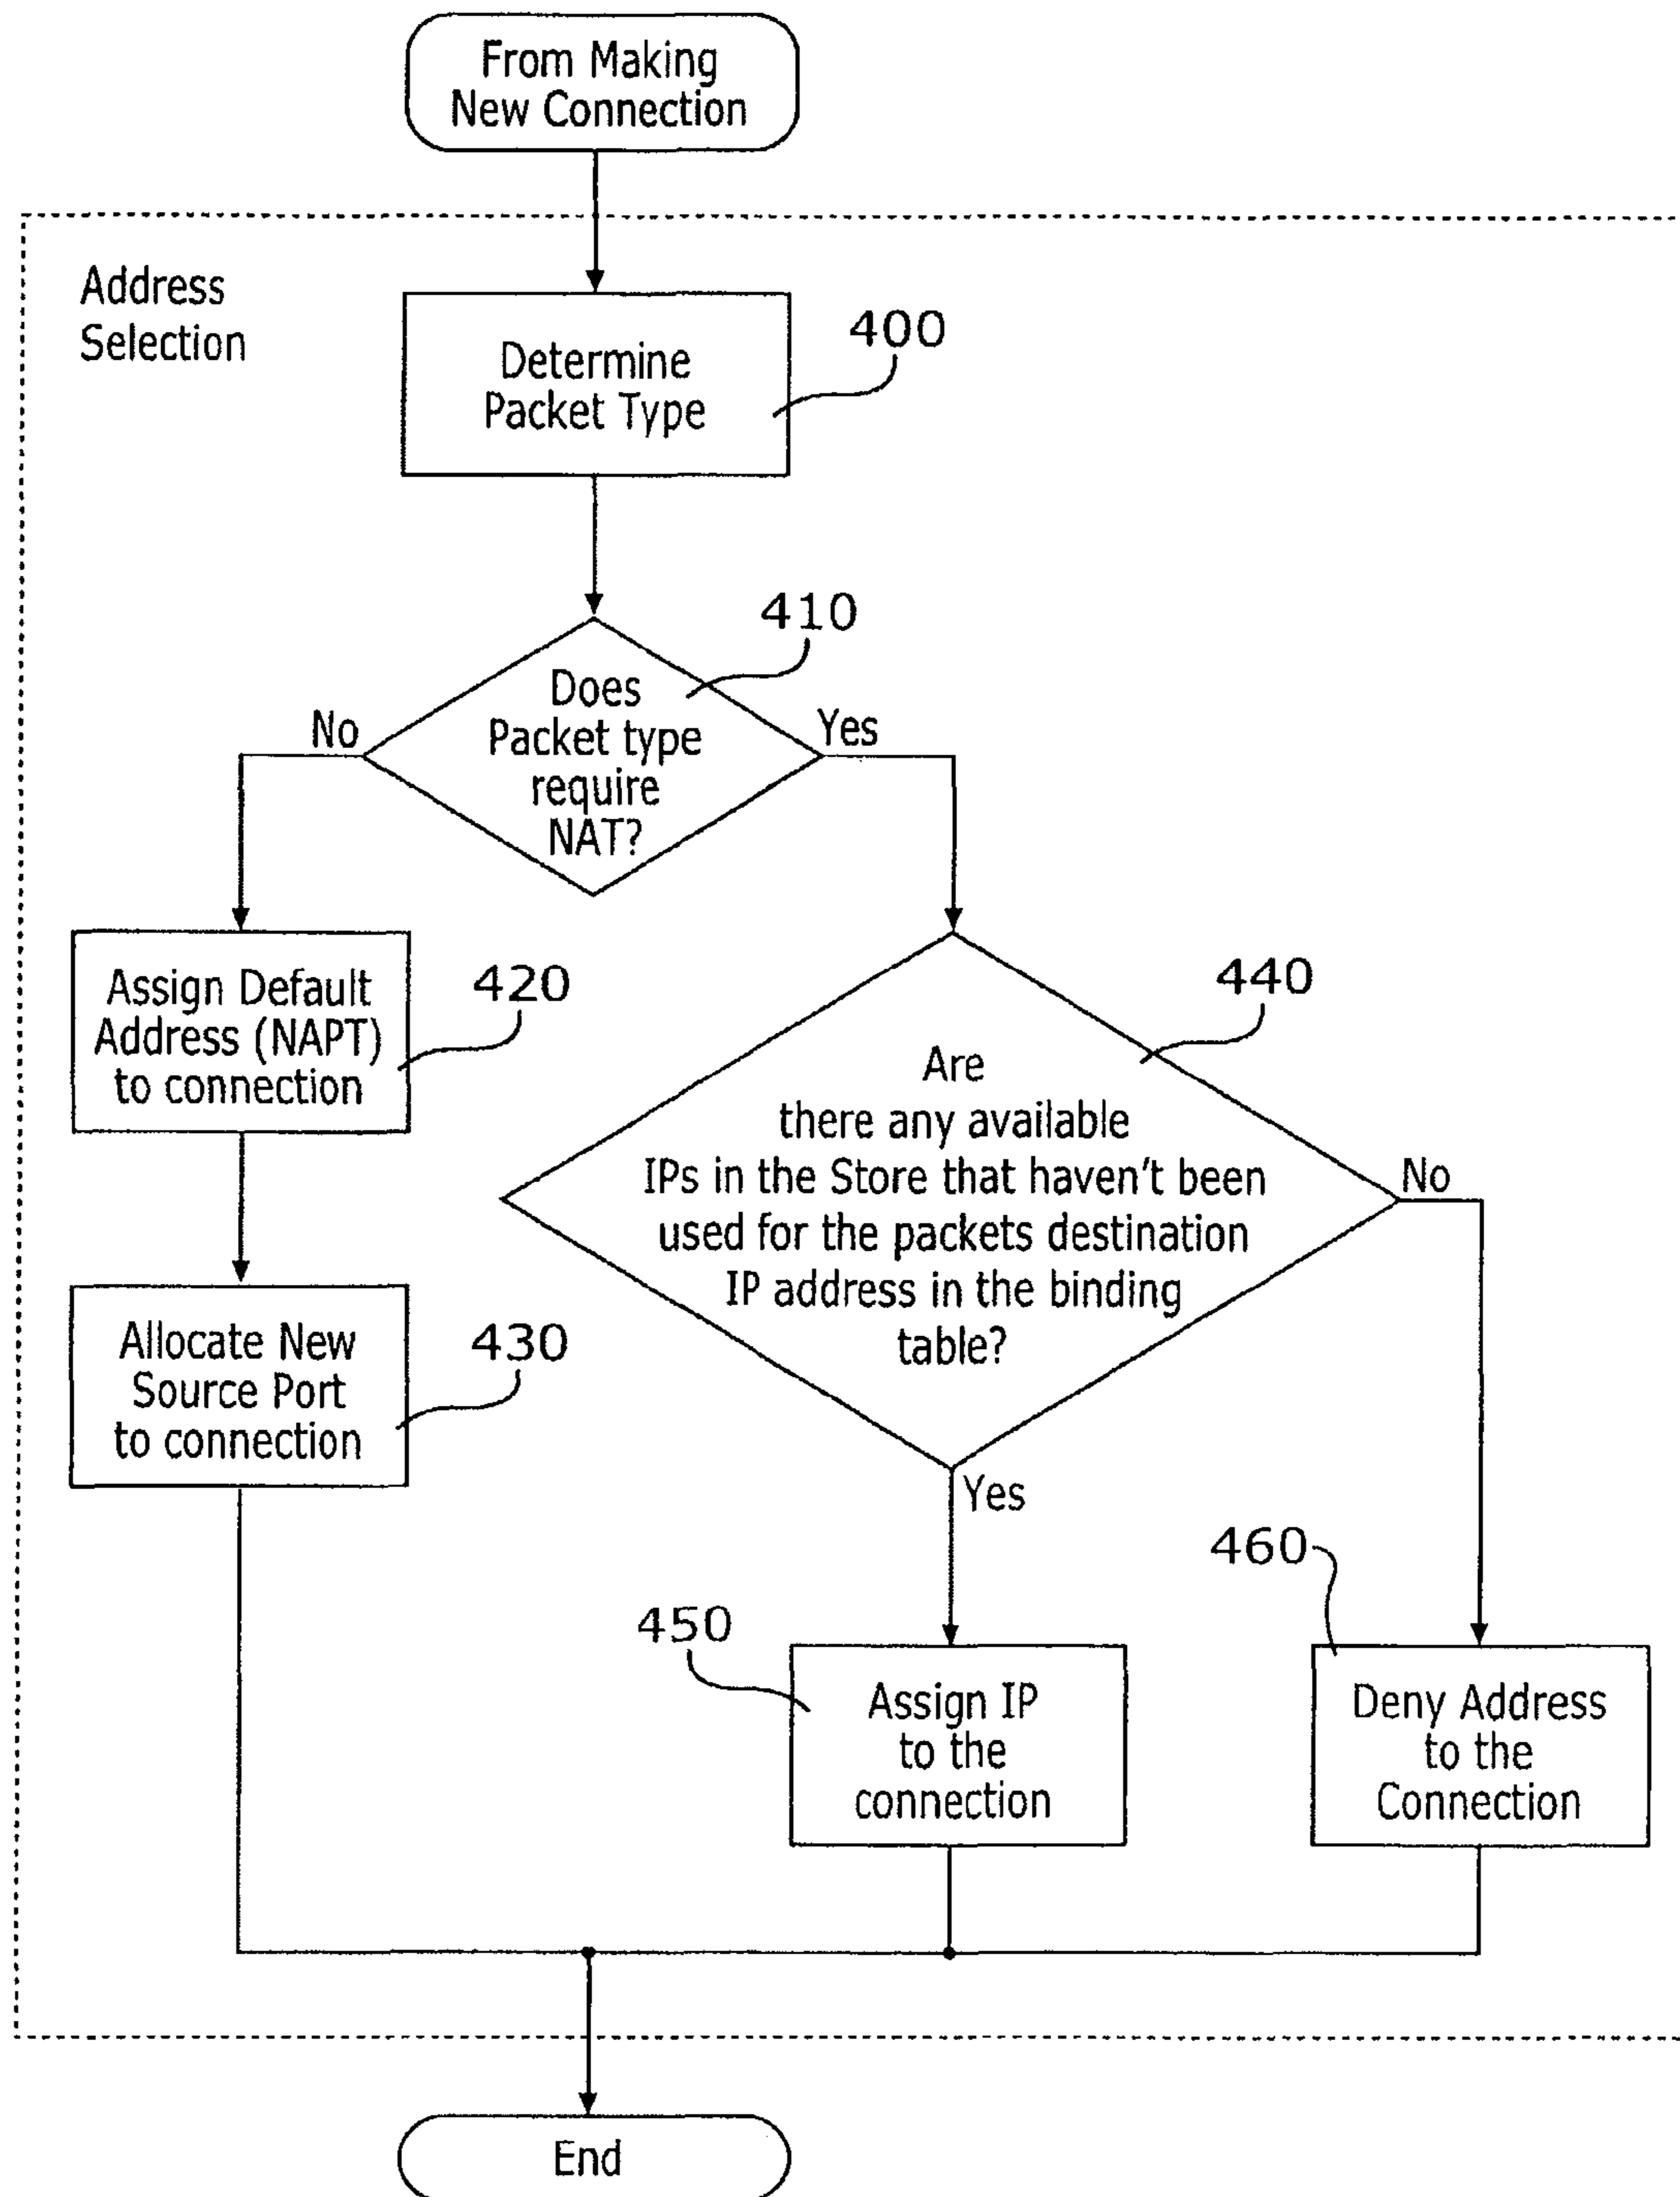 From Making
New Connection
Address
Selection
Determine
Packet Type
400
410
Does
Packet type
require
NAT?
No
Yes
Assign Default
Address (NAPT)
to connection
420
440
Are
there any available
IPs in the Store that haven't been
used for the packets destination
IP address in the binding
table?
No
Yes
Allocate New
Source Port
to connection
430
450
Assign IP
to the
connection
460
Deny Address
to the
Connection
End